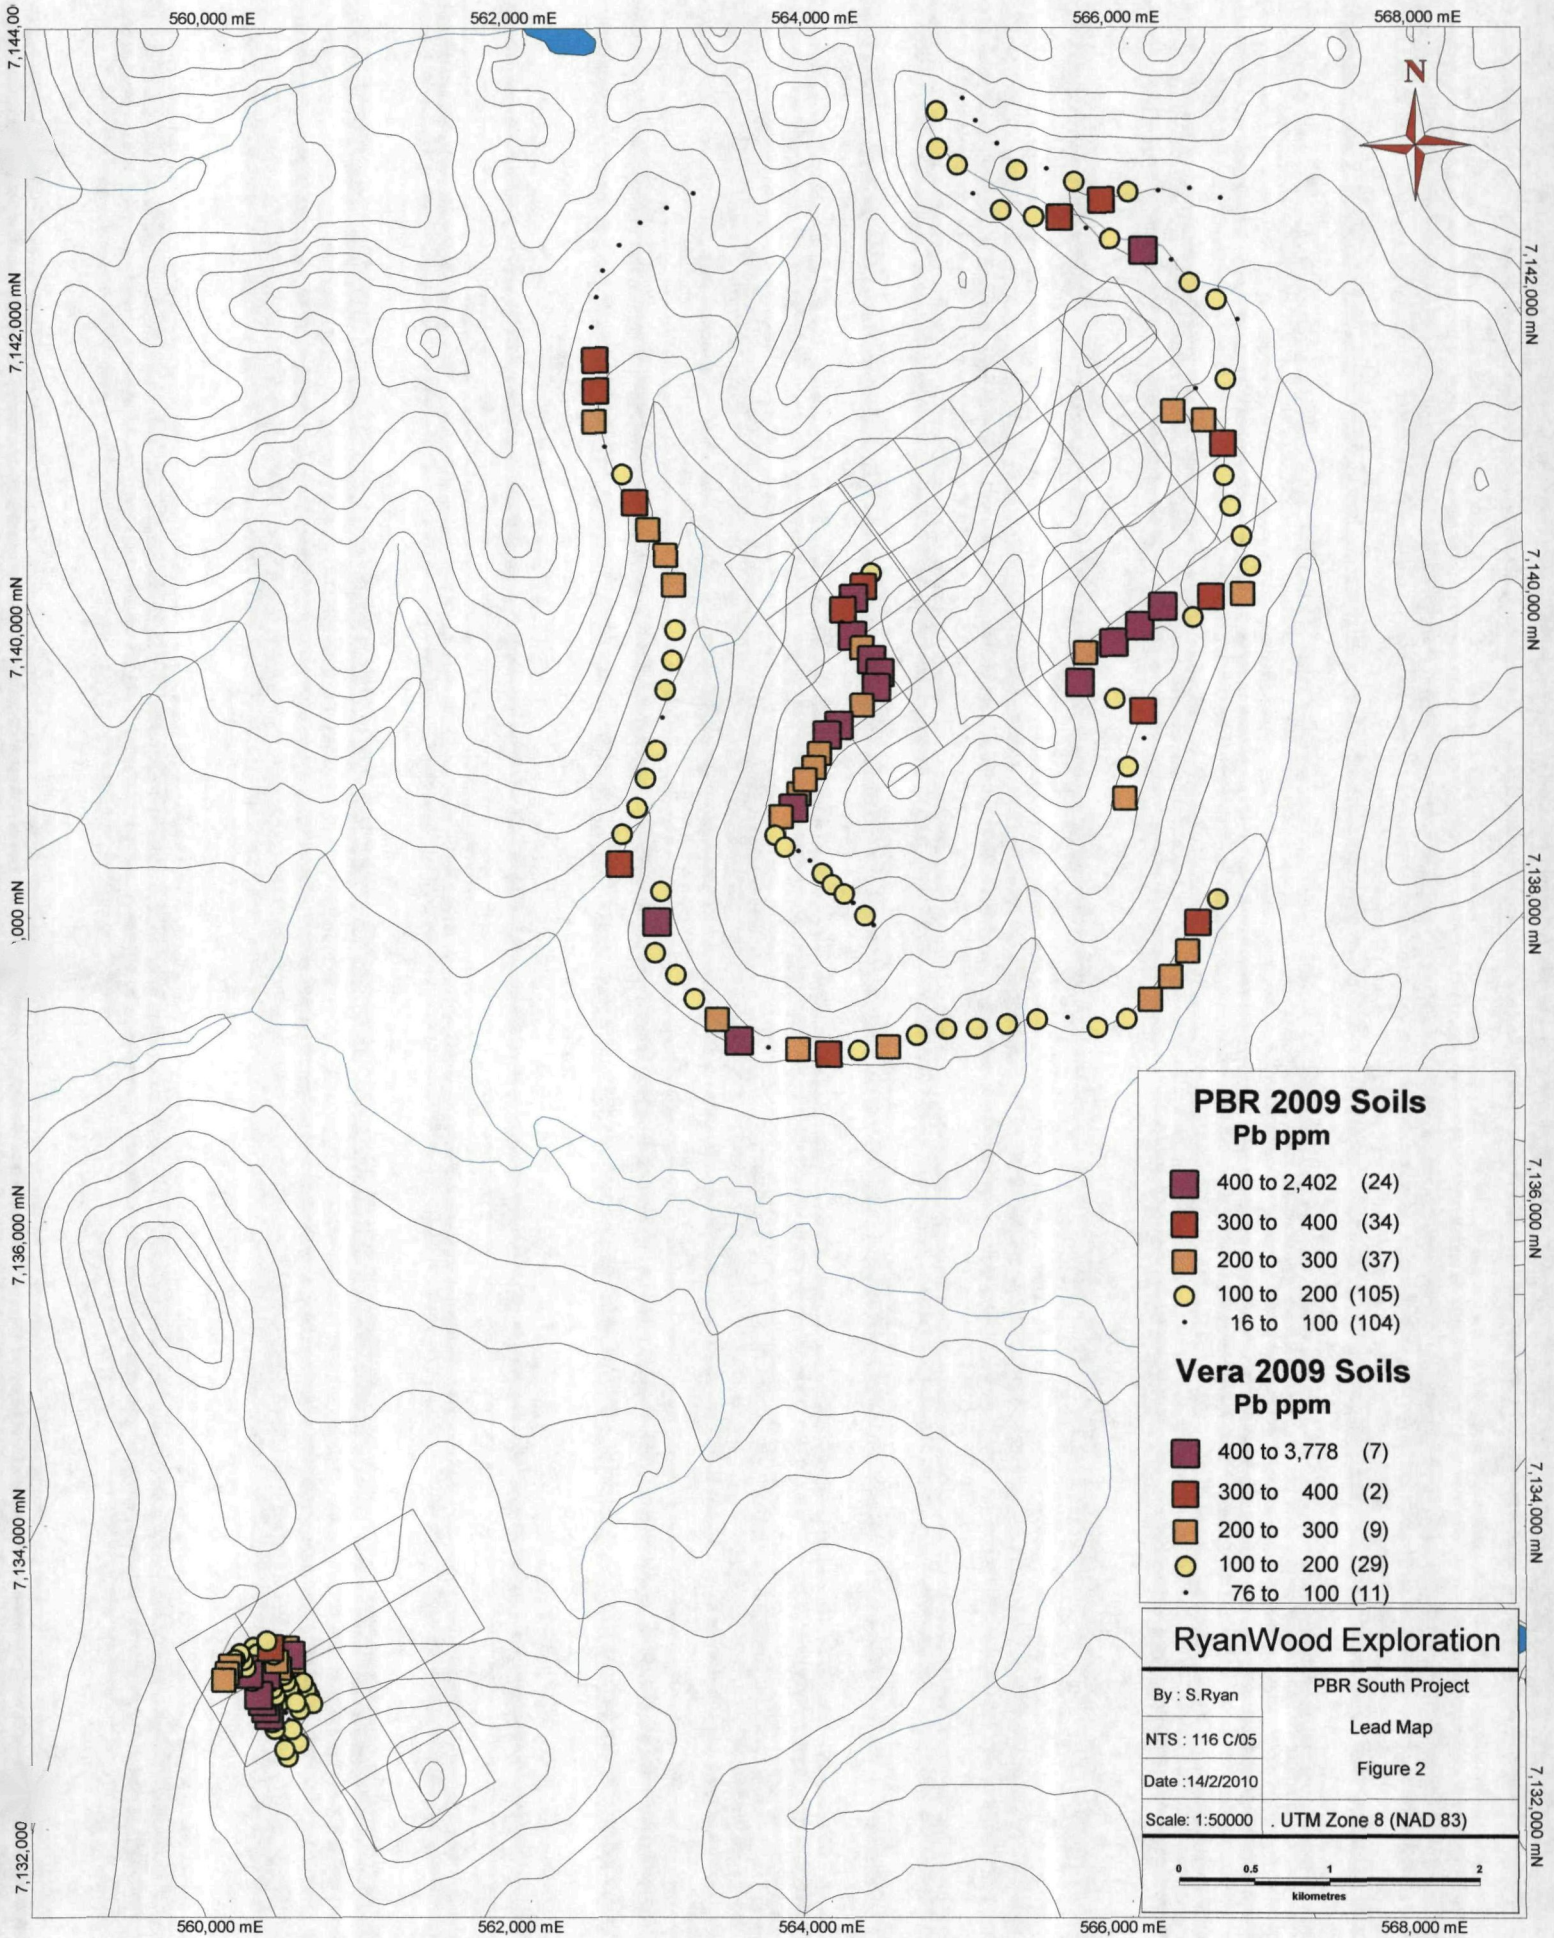 560,000 mE 562,000 mE 564,000 mE 566,000 mE 568,000 mE
7,144,00
N
7,142,000 mN
7,142,000 mN
7,140,000 mN
7,140,000 mN
7,138,000 mN
,000 mN
PBR 2009 Soils
Pb ppm
400 to 2,402 (24)
300 to 400 (34)
200 to 300 (37)
100 to 200 (105)
16 to 100 (104)
7,136,000 mN
7,136,000 mN
Vera 2009 Soils
Pb ppm
400 to 3,778 (7)
300 to 400 (2)
200 to 300 (9)
100 to 200 (29)
76 to 100 (11)
7,134,000 mN
7,134,000 mN
RyanWood Exploration
By : S.Ryan
PBR South Project
NTS : 116 C/05
Lead Map
Date :14/2/2010
Figure 2
Scale: 1:50000
. UTM Zone 8 (NAD 83)
7,132,000
7,132,000 mN
0 0.5 1 2
kilometres
560,000 mE 562,000 mE 564,000 mE 566,000 mE 568,000 mE